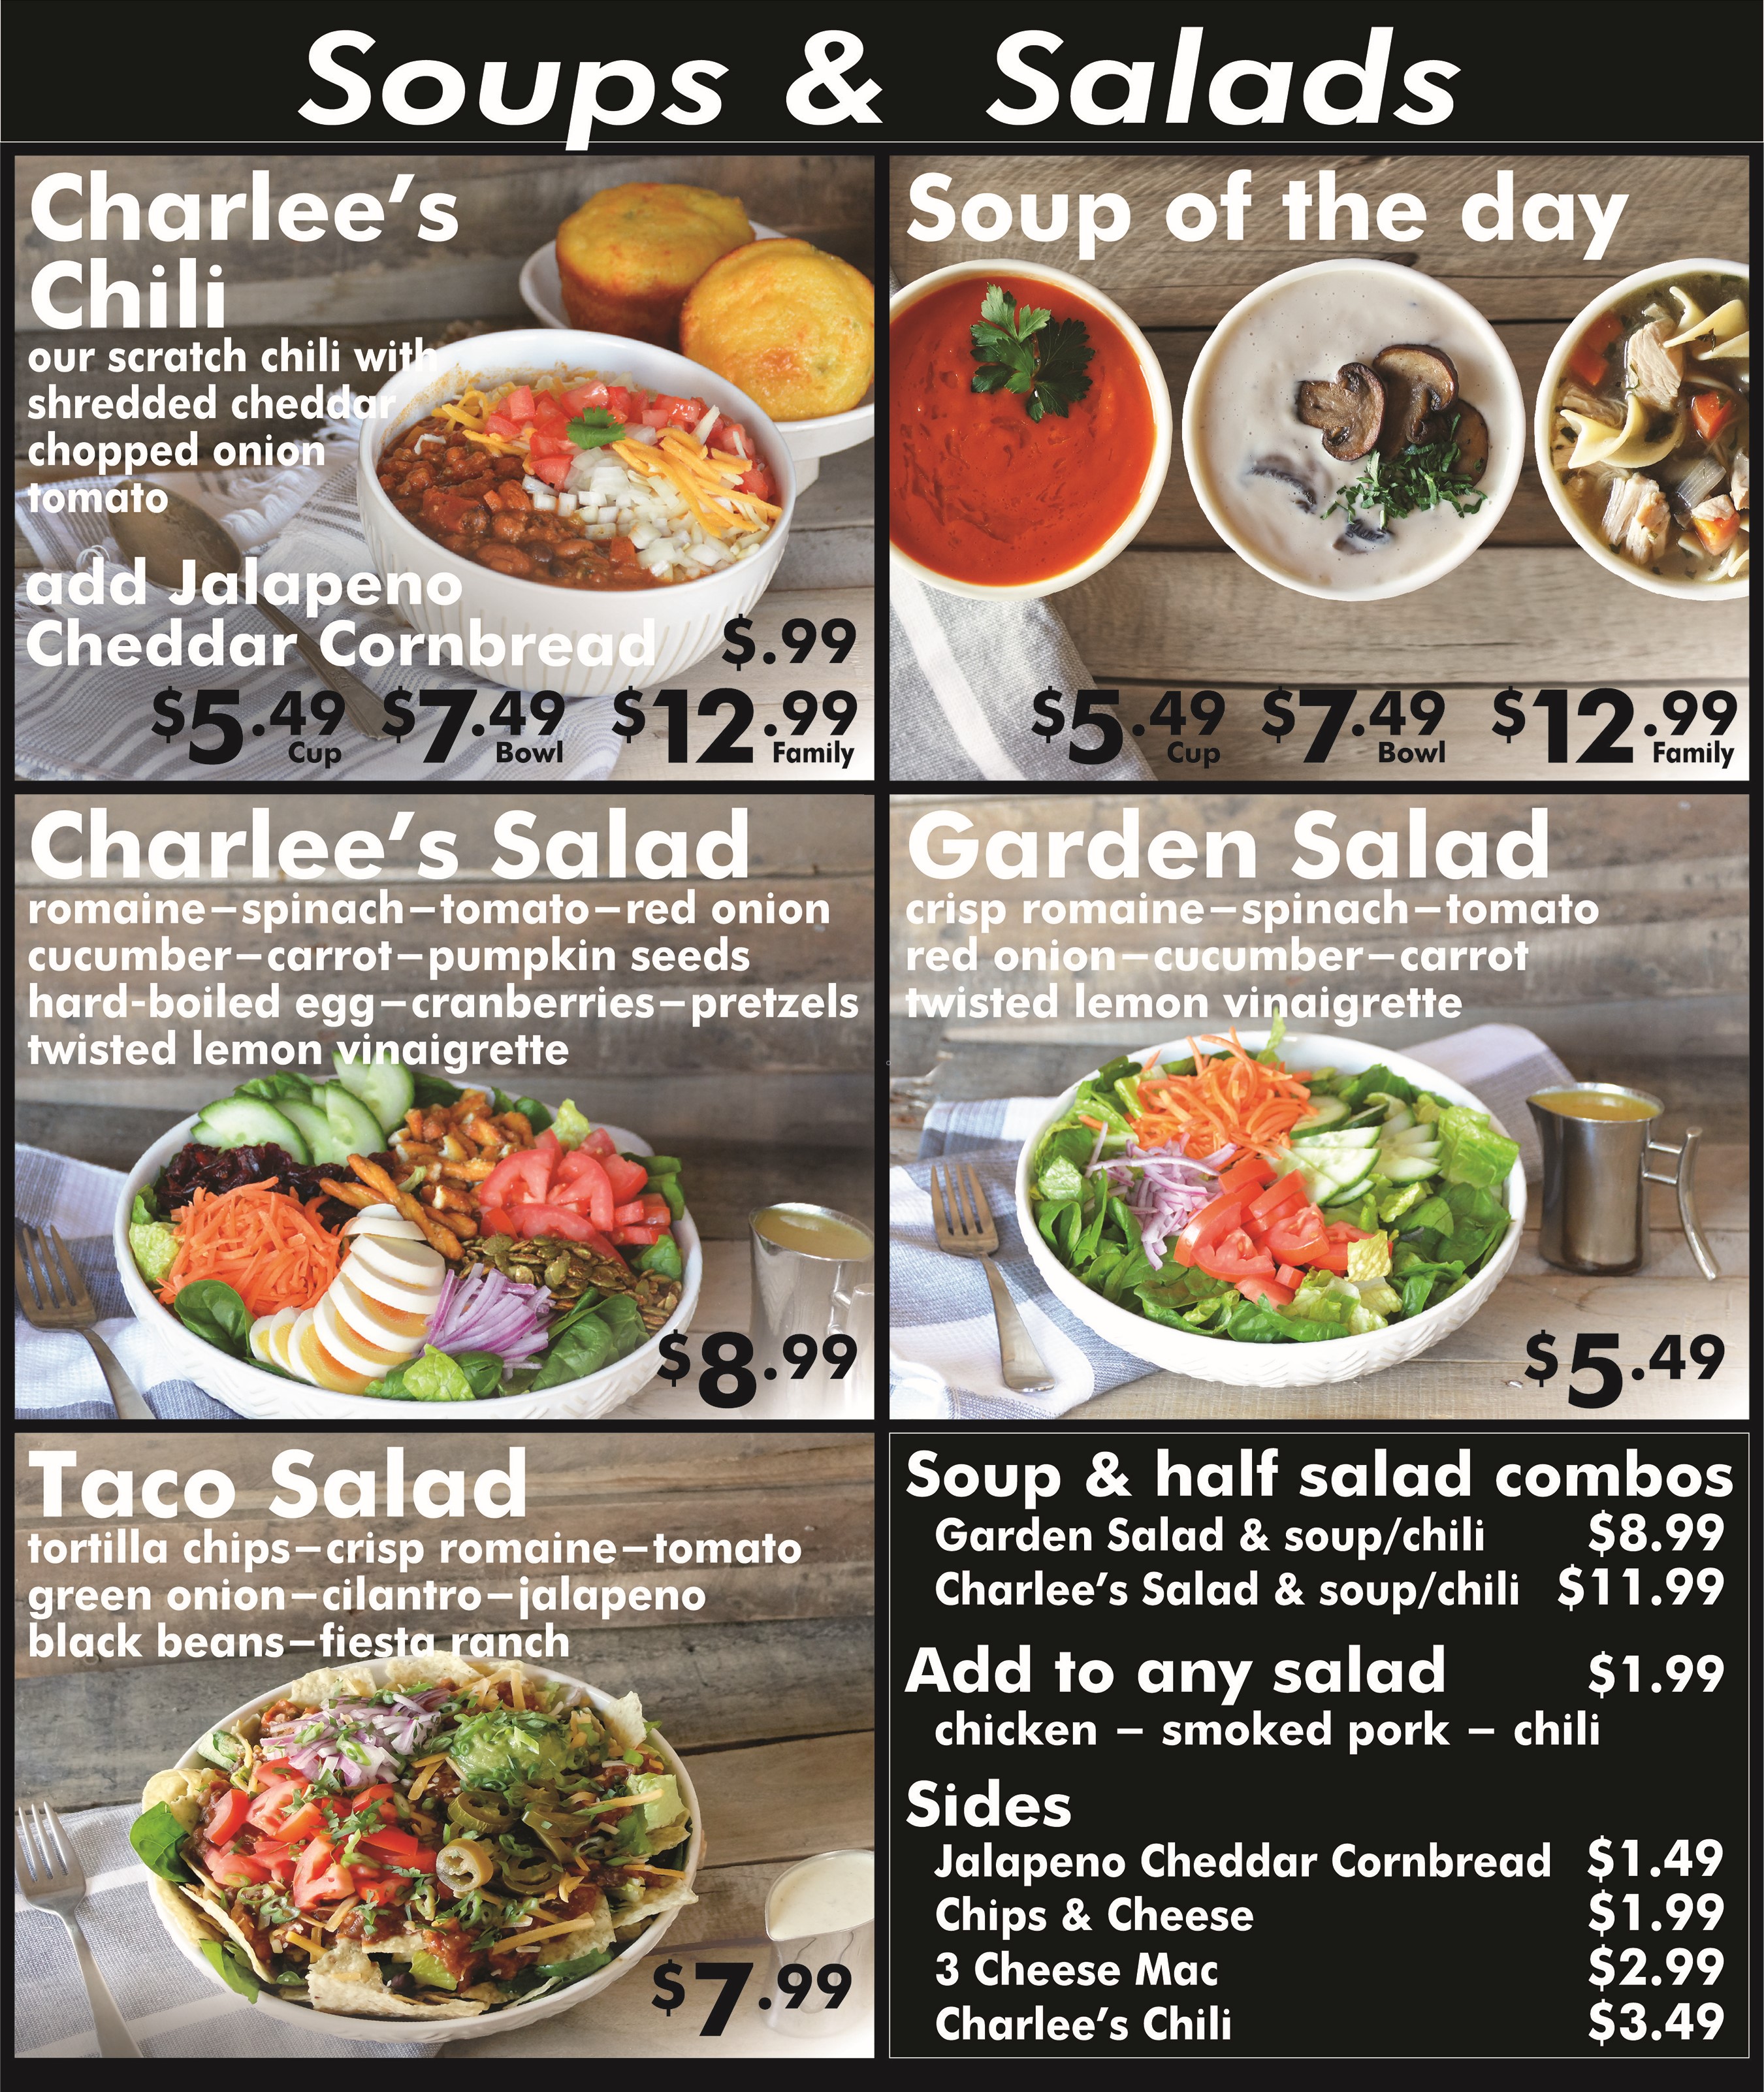 Soups & Salads
Charlee's
Chili
our scratch chili with
shredded cheddar
chopped onion
tomato
add Jalapeno
Cheddar Cornbread $.99
$5.49 Cup $7.49 Bowl $12.99 Family
Soup of the day
$5.49 Cup $7.49 Bowl $12.99 Family
Charlee's Salad
romaine–spinach–tomato–red onion
cucumber–carrot–pumpkin seeds
hard-boiled egg–cranberries–pretzels
twisted lemon vinaigrette
$8.99
Garden Salad
crisp romaine–spinach–tomato
red onion–cucumber–carrot
twisted lemon vinaigrette
$5.49
Taco Salad
tortilla chips–crisp romaine–tomato
green onion–cilantro–jalapeno
black beans–fiesta ranch
$7.99
Soup & half salad combos
Garden Salad & soup/chili $8.99
Charlee's Salad & soup/chili $11.99
Add to any salad $1.99
chicken – smoked pork – chili
Sides
Jalapeno Cheddar Cornbread $1.49
Chips & Cheese $1.99
3 Cheese Mac $2.99
Charlee's Chili $3.49